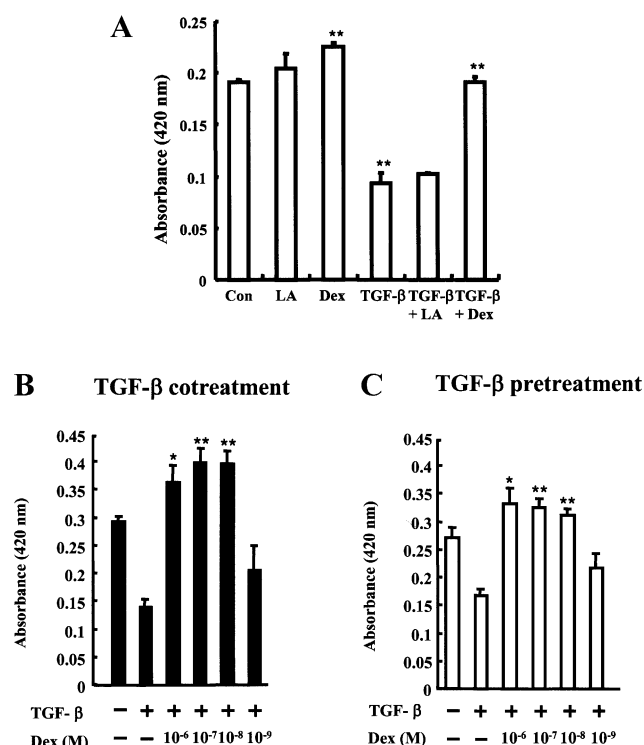 A
Absorbance (420 nm)
0.25
0.2
0.15
0.1
0.05
0
**
**
**
Con LA Dex TGF-β TGF-β TGF-β
+ LA + Dex
B TGF-β cotreatment
Absorbance (420 nm)
0.45
0.4
0.35
0.3
0.25
0.2
0.15
0.1
0.05
0
* ** **
TGF- β − + + + + +
Dex (M) − − 10⁻⁶ 10⁻⁷ 10⁻⁸ 10⁻⁹
C TGF-β pretreatment
Absorbance (420 nm)
0.45
0.4
0.35
0.3
0.25
0.2
0.15
0.1
0.05
0
* ** **
TGF- β − + + + + +
Dex (M) − − 10⁻⁶ 10⁻⁷ 10⁻⁸ 10⁻⁹